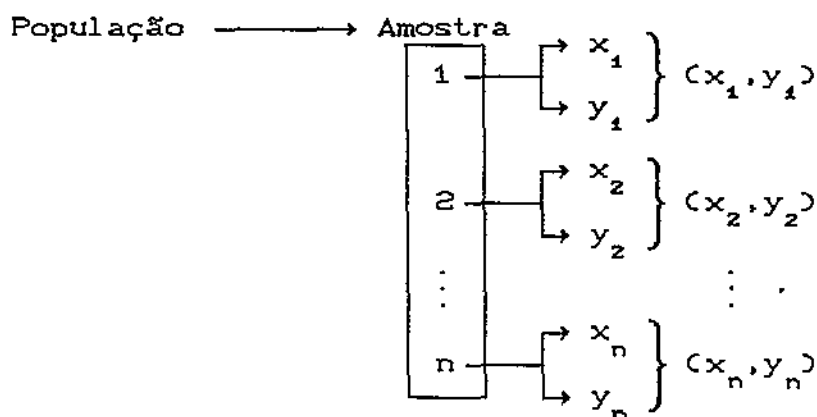 População → Amostra
1 x₁ y₁ } (x₁,y₁)
2 x₂ y₂ } (x₂,y₂)
⋮ ⋮ .
n xₙ yₙ } (xₙ,yₙ)